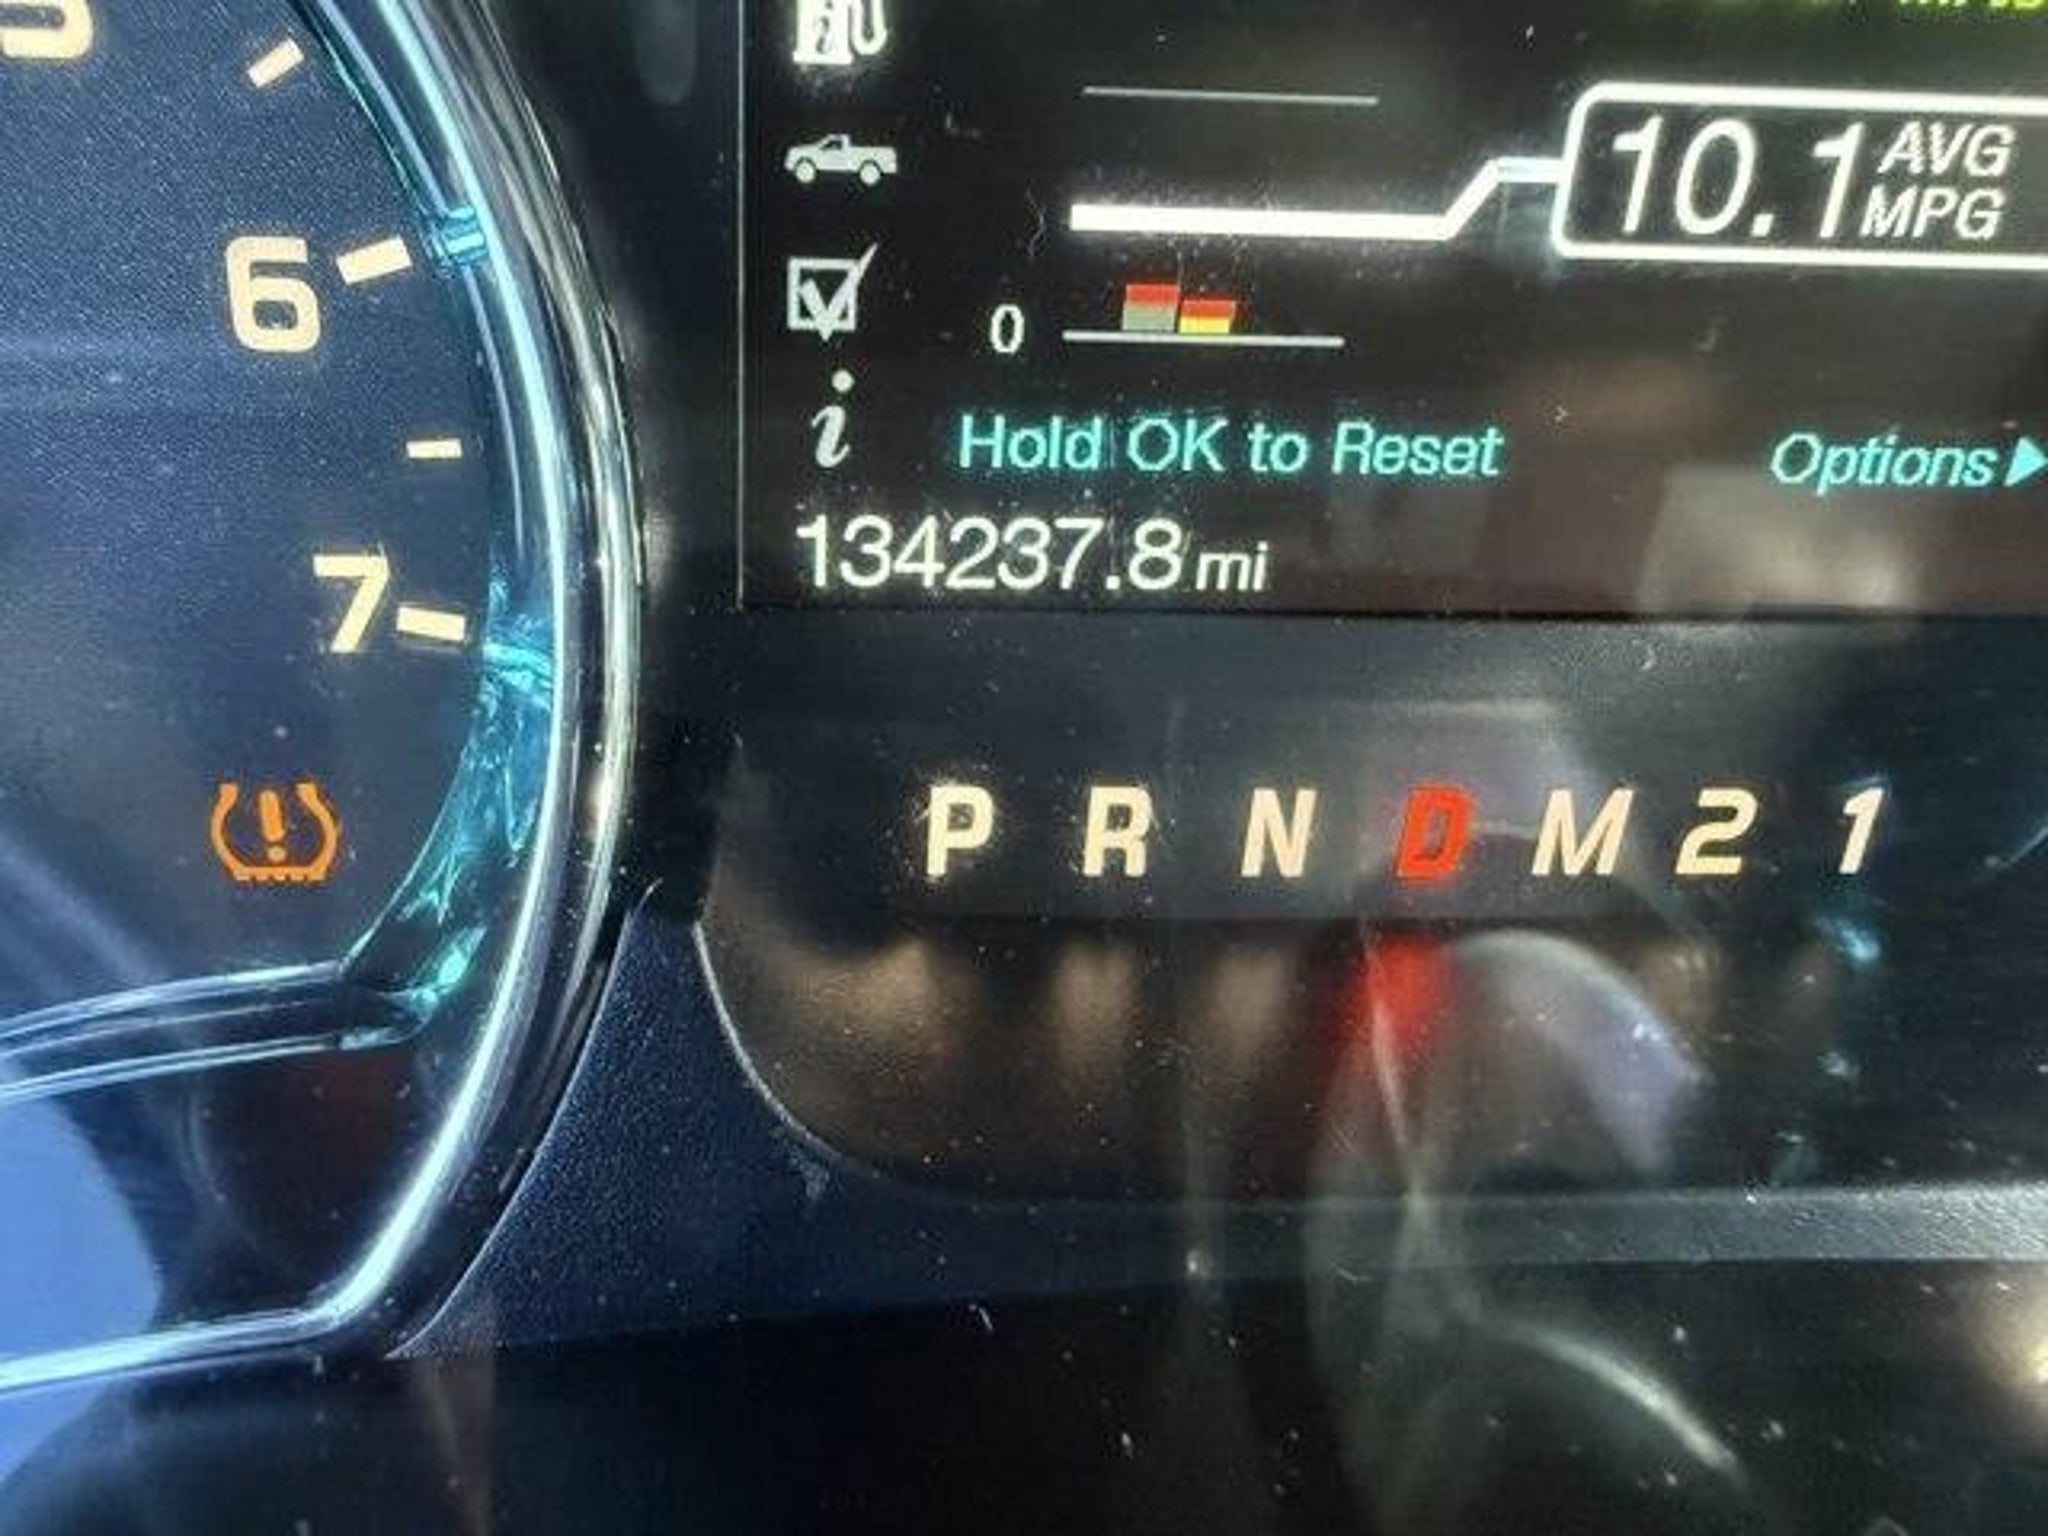 10.1 AVG
MPG
6
0
Hold OK to Reset
Options
134237.8 mi
7
P R N D M 2 1